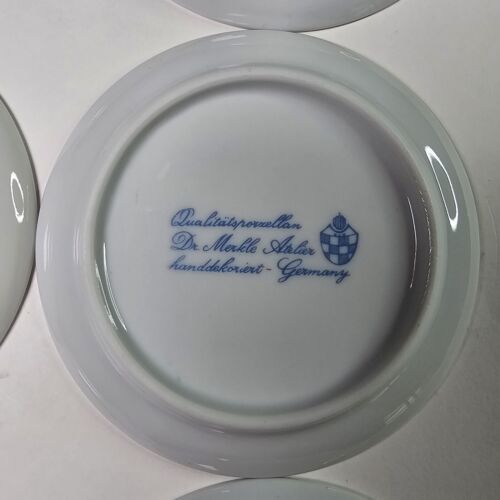 Qualitätsporzellan
Dr. Merkle Atelier
handdekoriert - Germany